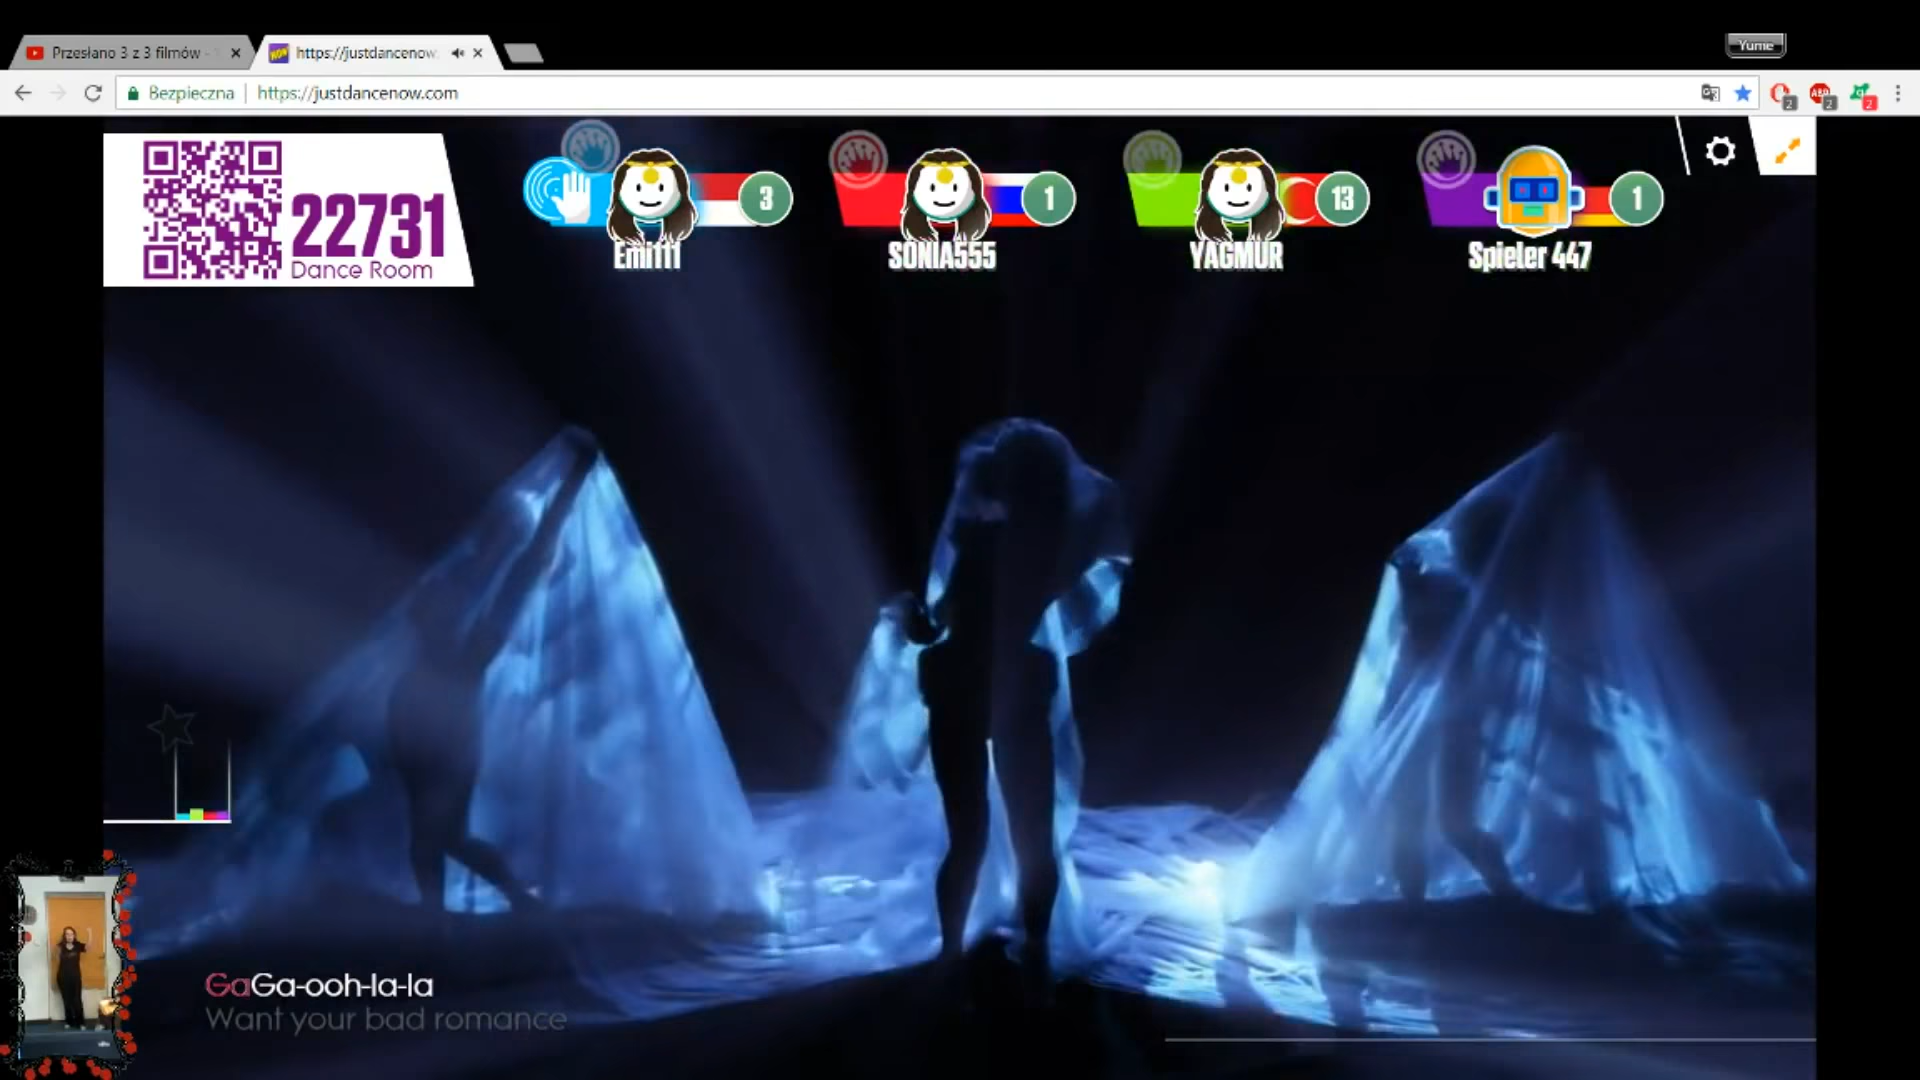 Przesłano 3 z 3 filmów -
https://justdancenow.
Yume
Bezpieczna
https://justdancenow.com
22731
Dance Room
3
1
13
1
Emi111
SONIA555
YAGMUR
Spieler 447
GaGa-ooh-la-la
Want your bad romance